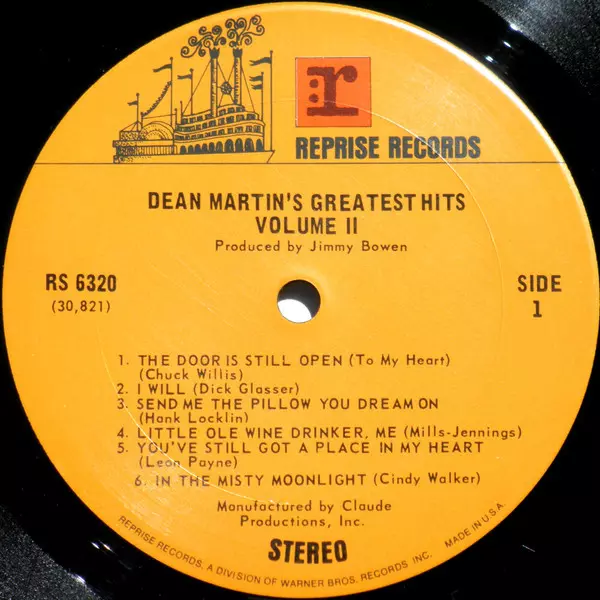 :r
REPRISE RECORDS
DEAN MARTIN'S GREATEST HITS
VOLUME II
Produced by Jimmy Bowen
RS 6320
(30,821)
SIDE
1
1. THE DOOR IS STILL OPEN (To My Heart)
(Chuck Willis)
2. I WILL (Dick Glasser)
3. SEND ME THE PILLOW YOU DREAM ON
(Hank Locklin)
4. LITTLE OLE WINE DRINKER, ME (Mills-Jennings)
5. YOU'VE STILL GOT A PLACE IN MY HEART
(Leon Payne)
6. IN THE MISTY MOONLIGHT (Cindy Walker)
Manufactured by Claude
Productions, Inc.
STEREO
REPRISE RECORDS, A DIVISION OF WARNER BROS. RECORDS INC. MADE IN U.S.A.